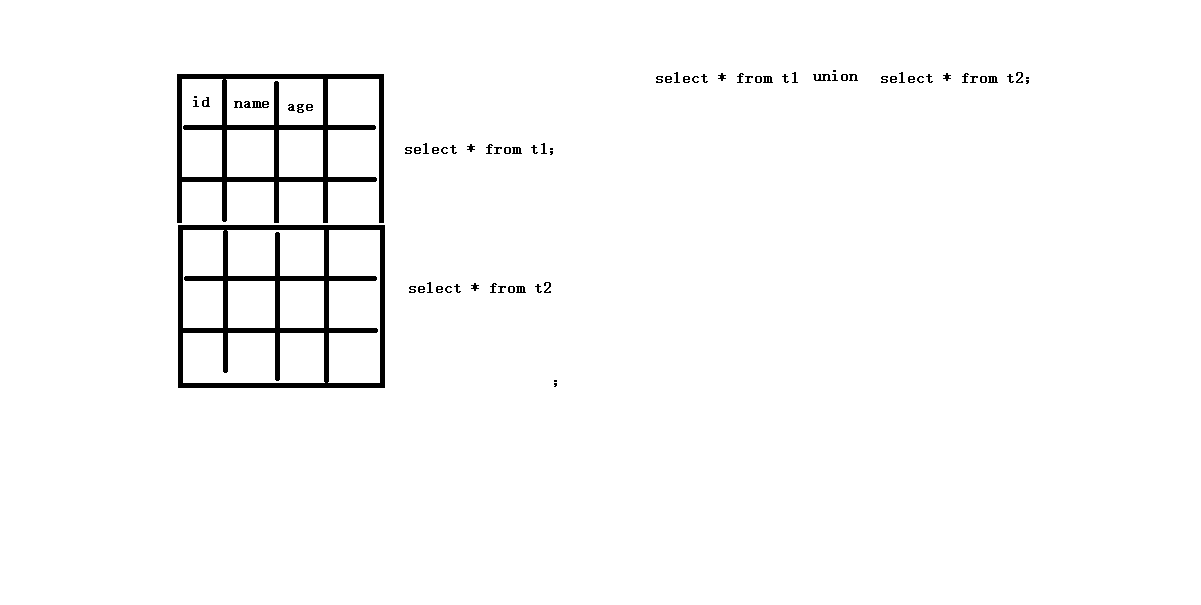 id name age
select * from t1 union select * from t2;
select * from t1;
select * from t2
;